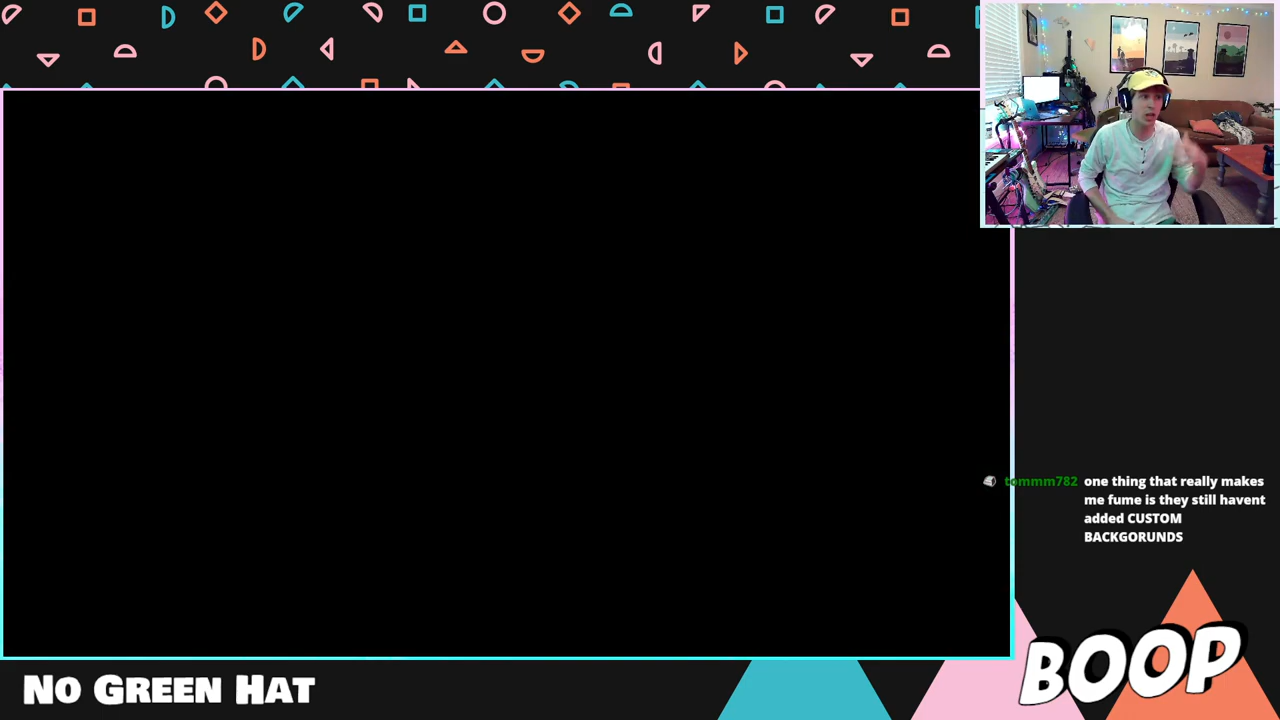 tommm782 one thing that really makes
me fume is they still havent
added CUSTOM
BACKGORUNDS
No Green Hat
BOOP